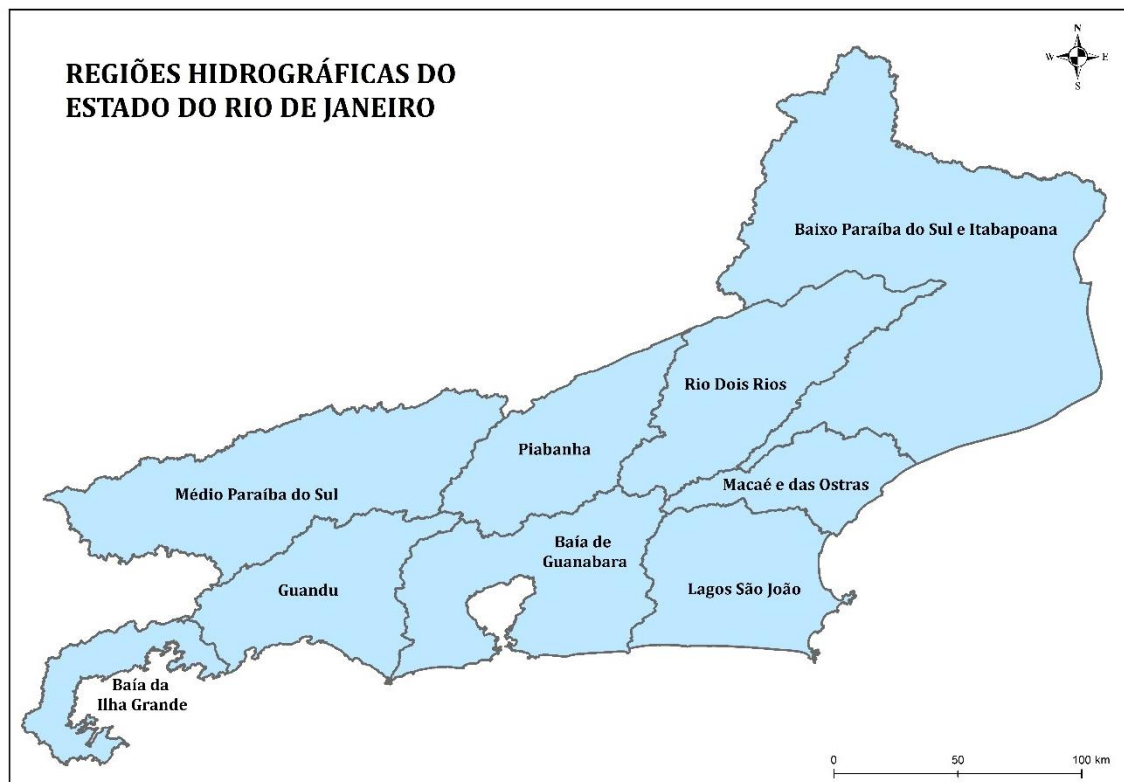 REGIÕES HIDROGRÁFICAS DO
ESTADO DO RIO DE JANEIRO
N
W E
S
Baixo Paraíba do Sul e Itabapoana
Rio Dois Rios
Piabanha
Macaé e das Ostras
Médio Paraíba do Sul
Baía de
Guanabara
Guandu
Lagos São João
Baía da
Ilha Grande
0 50 100 km